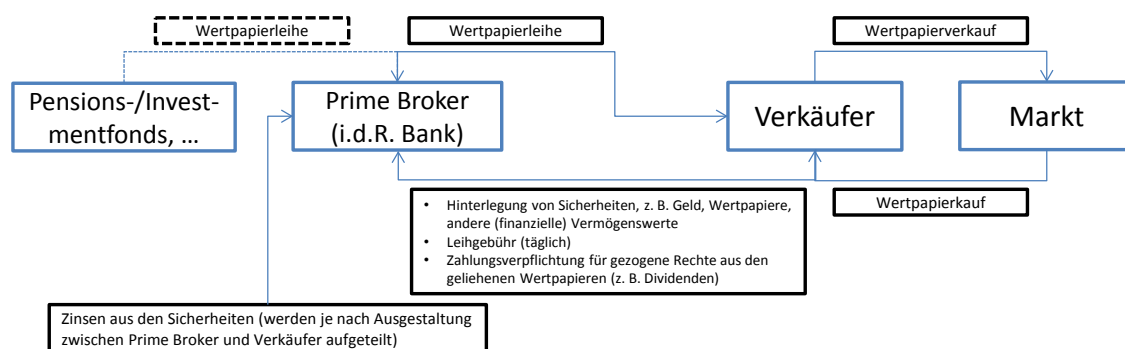 Wertpapierleihe
Wertpapierleihe
Wertpapierverkauf
Pensions-/Invest-
mentfonds, ...
Prime Broker
(i.d.R. Bank)
Verkäufer
Markt
Wertpapierkauf
• Hinterlegung von Sicherheiten, z. B. Geld, Wertpapiere,
andere (finanzielle) Vermögenswerte
• Leihgebühr (täglich)
• Zahlungsverpflichtung für gezogene Rechte aus den
geliehenen Wertpapieren (z. B. Dividenden)
Zinsen aus den Sicherheiten (werden je nach Ausgestaltung
zwischen Prime Broker und Verkäufer aufgeteilt)